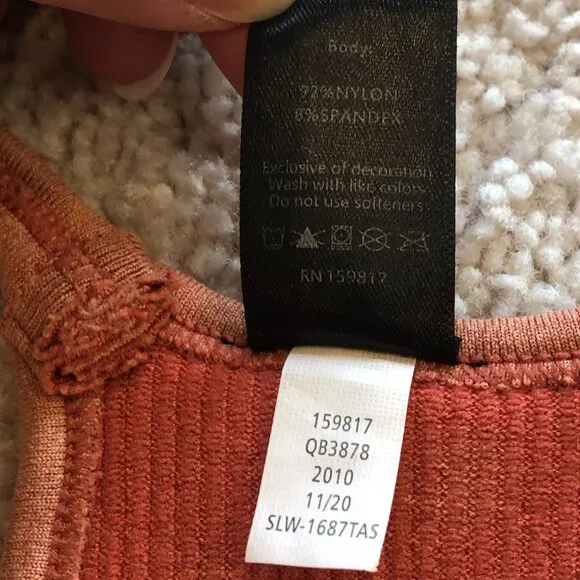 Body:
92%NYLON
8%SPANDEX
Exclusive of decoration
Wash with like colors
Do not use softeners
RN 159817
159817
QB3878
2010
11/20
SLW-1687TAS